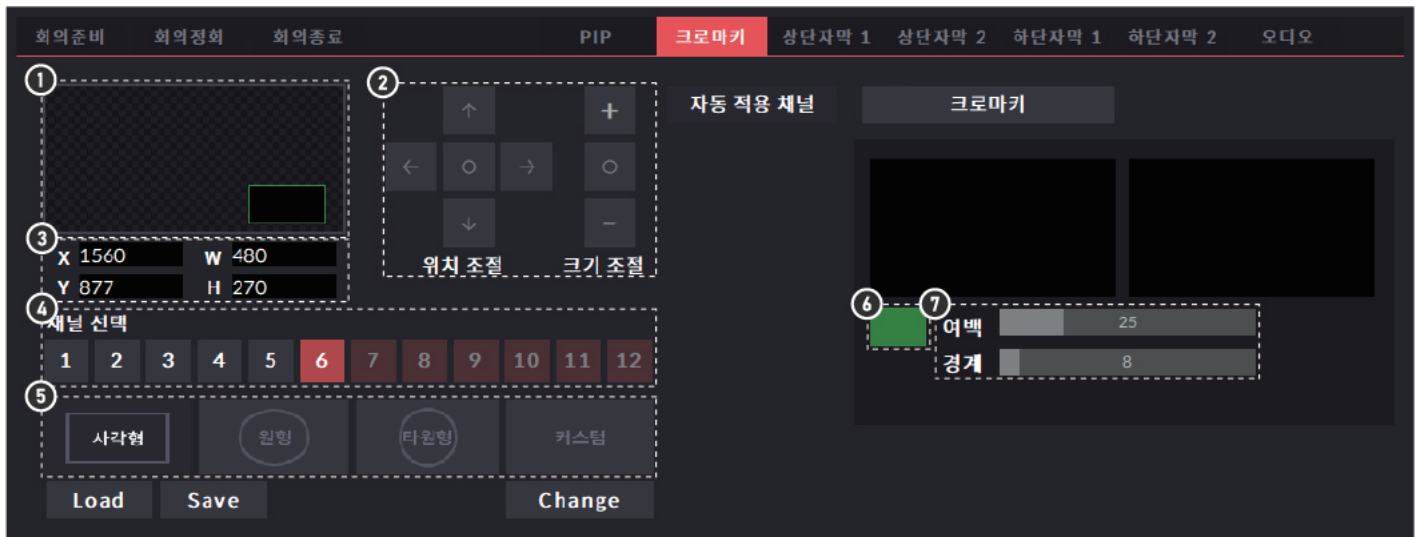 회의준비 회의정회 회의종료 PIP 크로마키 상단자막 1 상단자막 2 하단자막 1 하단자막 2 오디오
① ②
자동 적용 채널 크로마키
↑ +
← ○ → ○
↓ −
위치 조절 크기 조절
③
X 1560 W 480
Y 877 H 270
④
채널 선택
1 2 3 4 5 6 7 8 9 10 11 12
⑤
사각형 원형 타원형 커스텀
Load Save Change
⑥ ⑦
여백 25
경계 8